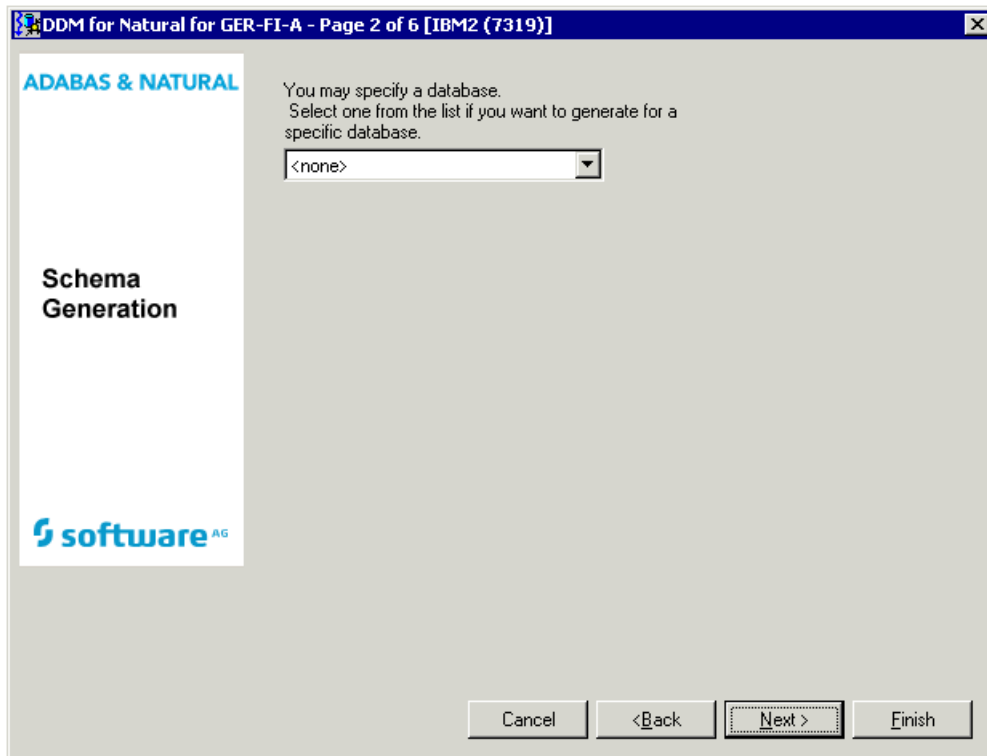 DDM for Natural for GER-FI-A - Page 2 of 6 [IBM2 (7319)]
ADABAS & NATURAL
You may specify a database.
Select one from the list if you want to generate for a
specific database.
<none>
Schema
Generation
software AG
Cancel
<Back
Next >
Finish